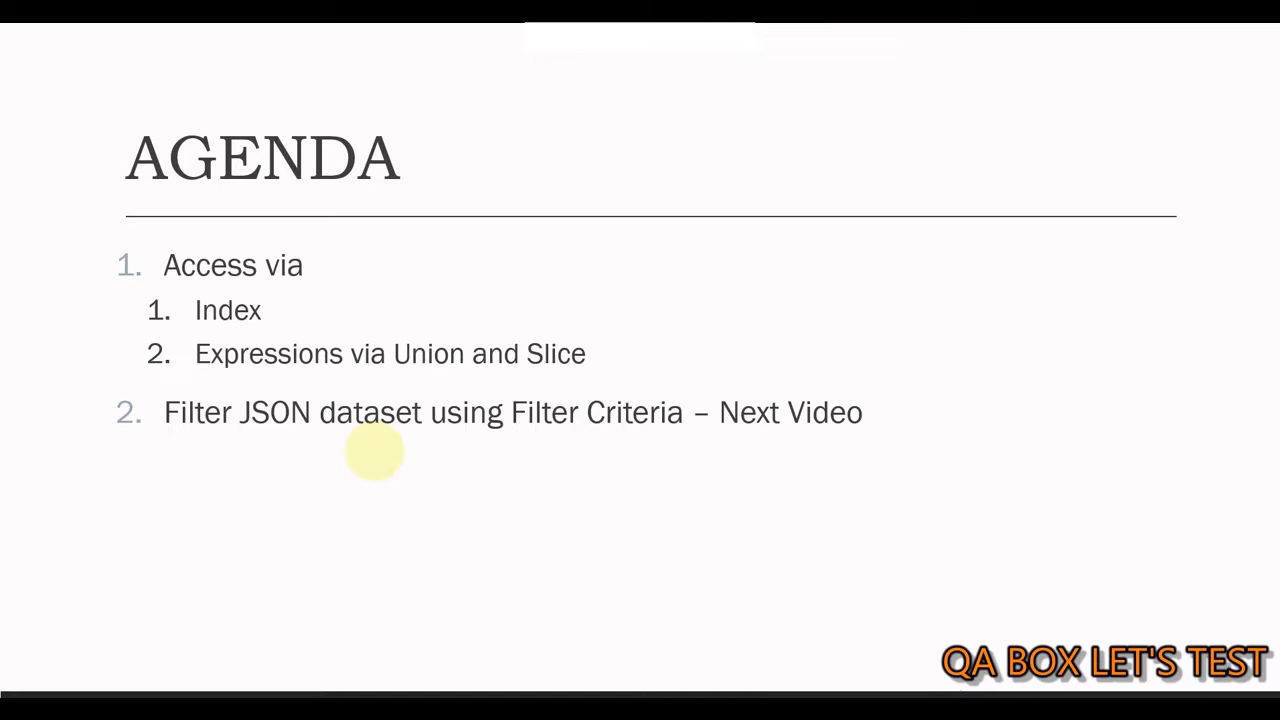 AGENDA
1. Access via
1. Index
2. Expressions via Union and Slice
2. Filter JSON dataset using Filter Criteria – Next Video
QA BOX LET'S TEST